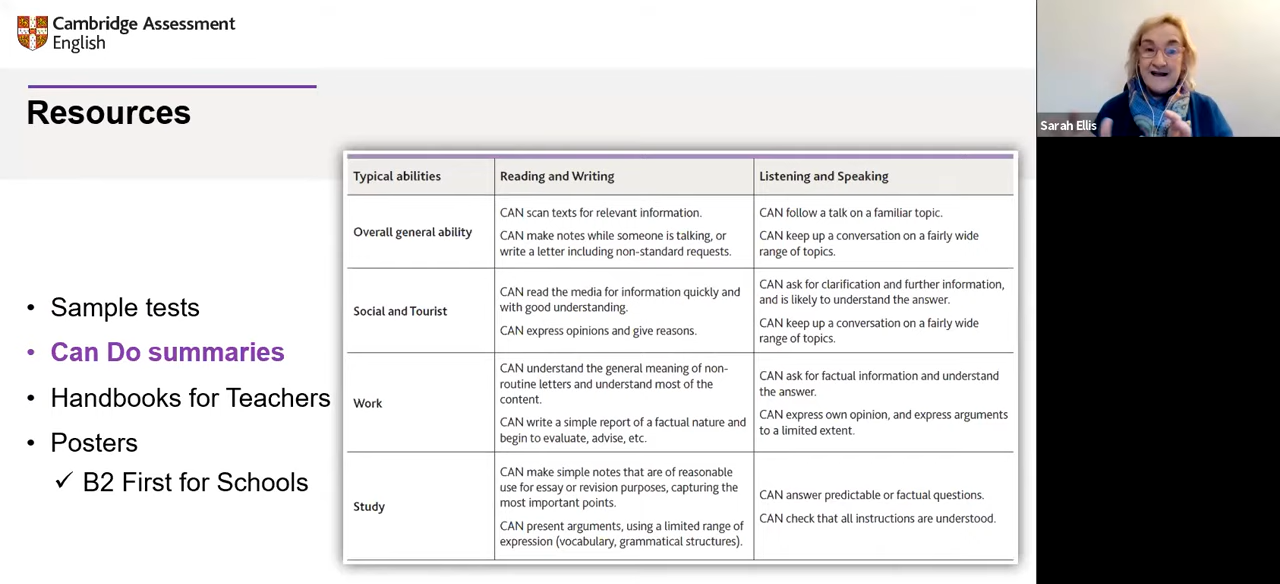 Cambridge Assessment
English
Sarah Ellis
Resources
• Sample tests
• Can Do summaries
• Handbooks for Teachers
• Posters
✓ B2 First for Schools
Typical abilities
Reading and Writing
Listening and Speaking
Overall general ability
CAN scan texts for relevant information.
CAN make notes while someone is talking, or
write a letter including non-standard requests.
CAN follow a talk on a familiar topic.
CAN keep up a conversation on a fairly wide
range of topics.
Social and Tourist
CAN read the media for information quickly and
with good understanding.
CAN express opinions and give reasons.
CAN ask for clarification and further information,
and is likely to understand the answer.
CAN keep up a conversation on a fairly wide
range of topics.
Work
CAN understand the general meaning of non-
routine letters and understand most of the
content.
CAN write a simple report of a factual nature and
begin to evaluate, advise, etc.
CAN ask for factual information and understand
the answer.
CAN express own opinion, and express arguments
to a limited extent.
Study
CAN make simple notes that are of reasonable
use for essay or revision purposes, capturing the
most important points.
CAN present arguments, using a limited range of
expression (vocabulary, grammatical structures).
CAN answer predictable or factual questions.
CAN check that all instructions are understood.